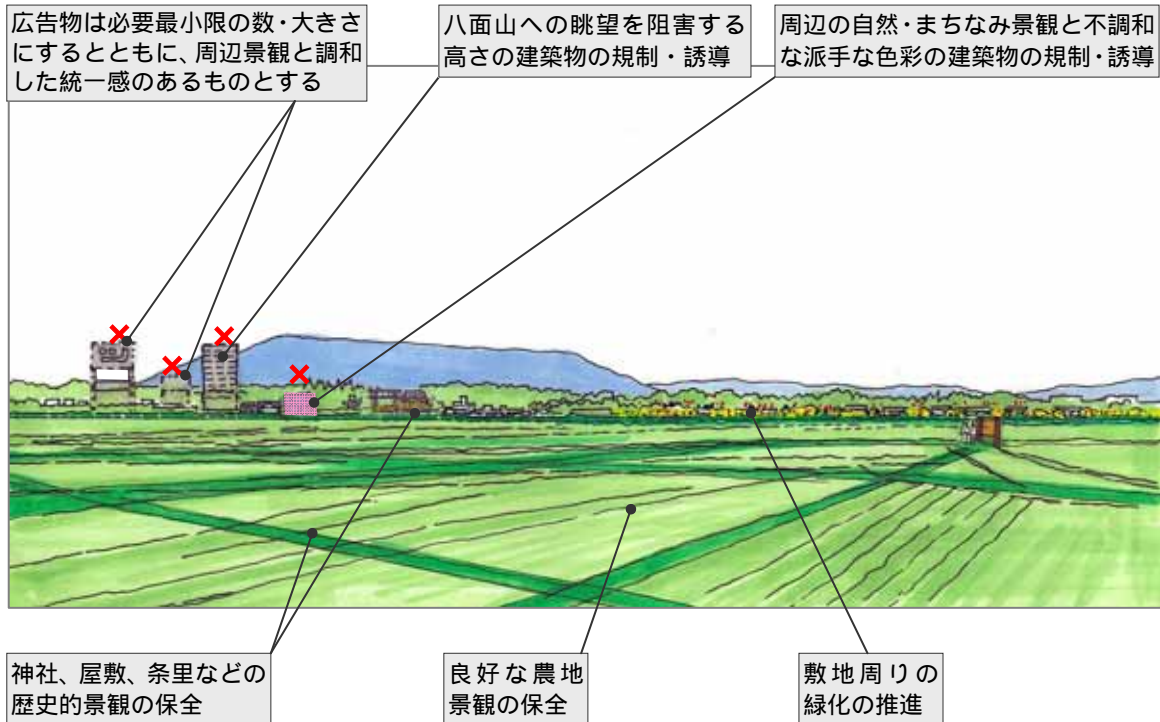 広告物は必要最小限の数・大きさ
にするとともに、周辺景観と調和
した統一感のあるものとする
八面山への眺望を阻害する
高さの建築物の規制・誘導
周辺の自然・まちなみ景観と不調和
な派手な色彩の建築物の規制・誘導
神社、屋敷、条里などの
歴史的景観の保全
良好な農地
景観の保全
敷地周りの
緑化の推進